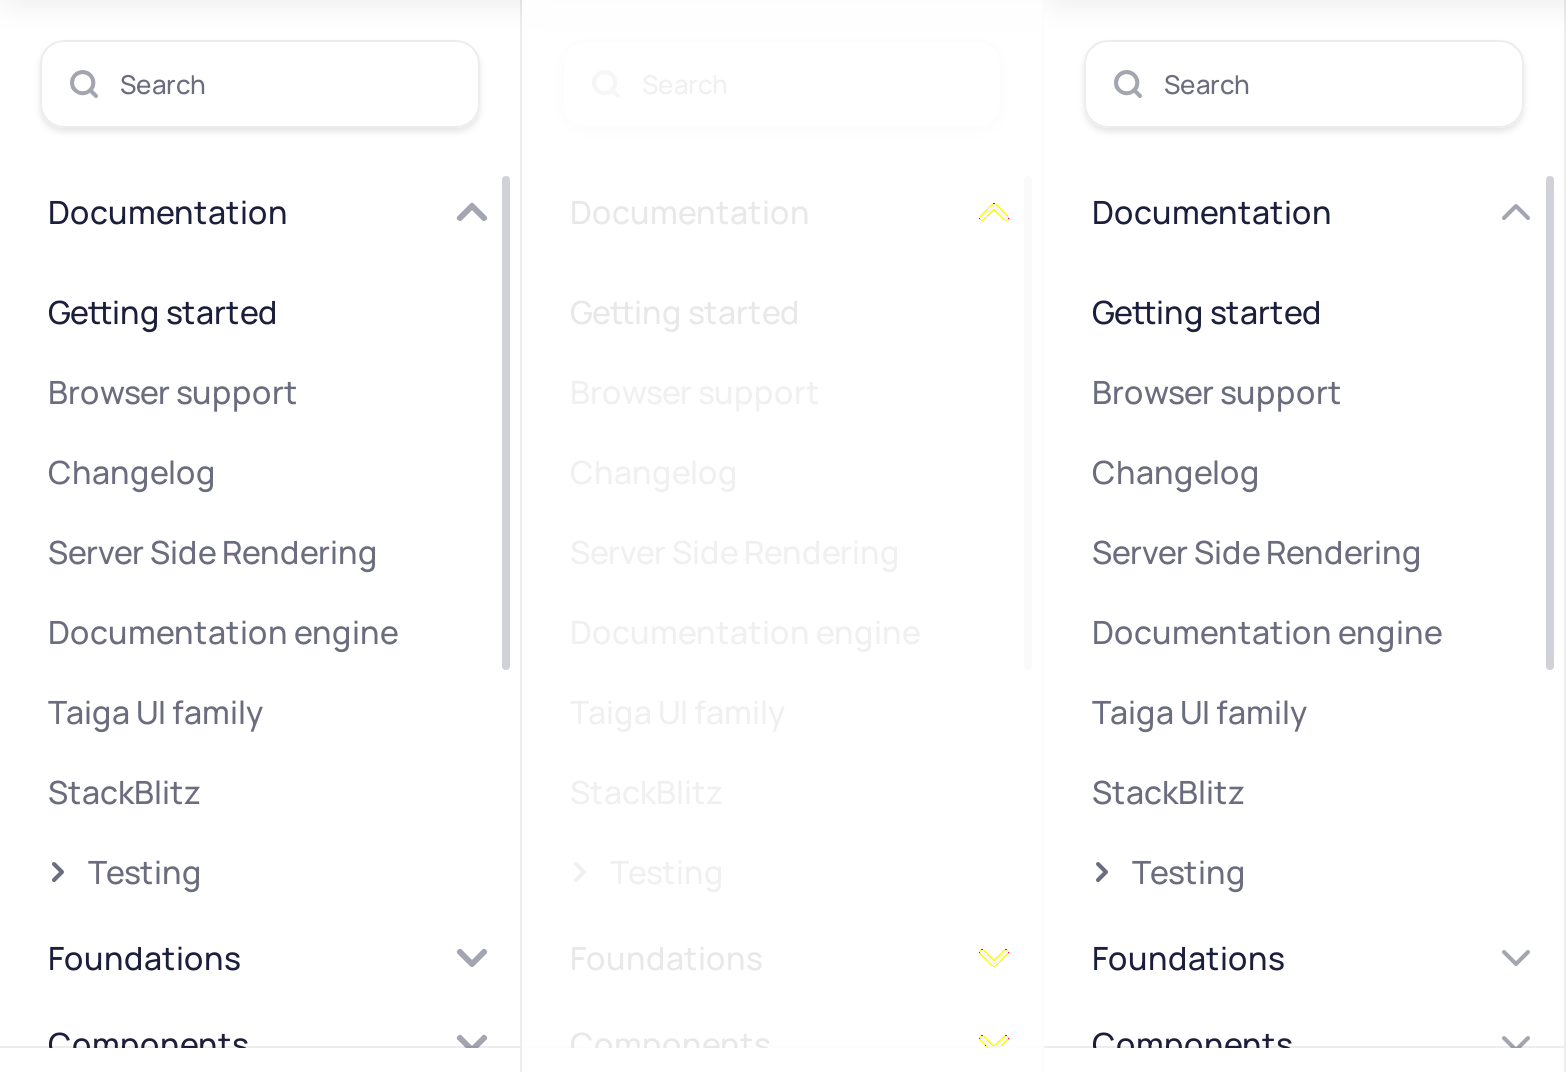 Search
Documentation
Getting started
Browser support
Changelog
Server Side Rendering
Documentation engine
Taiga UI family
StackBlitz
Testing
Foundations
Components
Search
Documentation
Getting started
Browser support
Changelog
Server Side Rendering
Documentation engine
Taiga UI family
StackBlitz
Testing
Foundations
Components
Search
Documentation
Getting started
Browser support
Changelog
Server Side Rendering
Documentation engine
Taiga UI family
StackBlitz
Testing
Foundations
Components